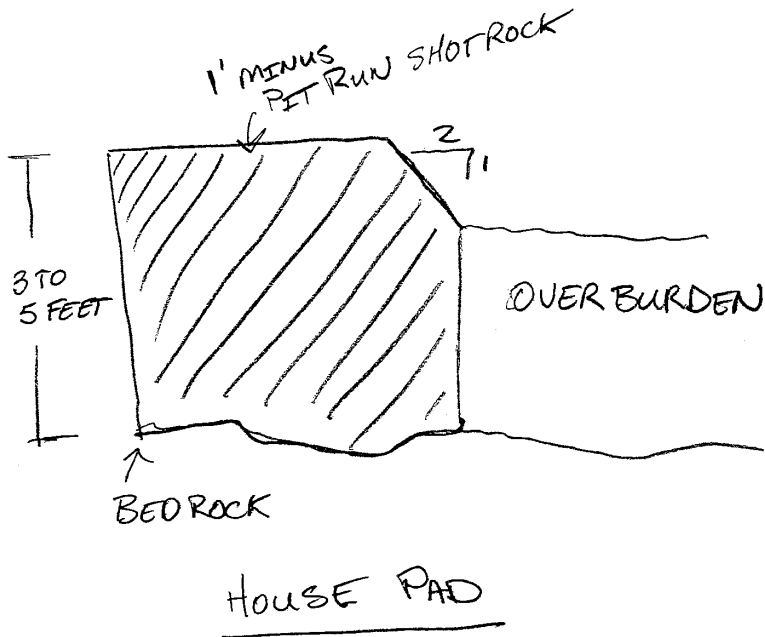 1' MINUS
PIT RUN SHOTROCK
2
1
3 TO
5 FEET
OVERBURDEN
BEDROCK
HOUSE PAD